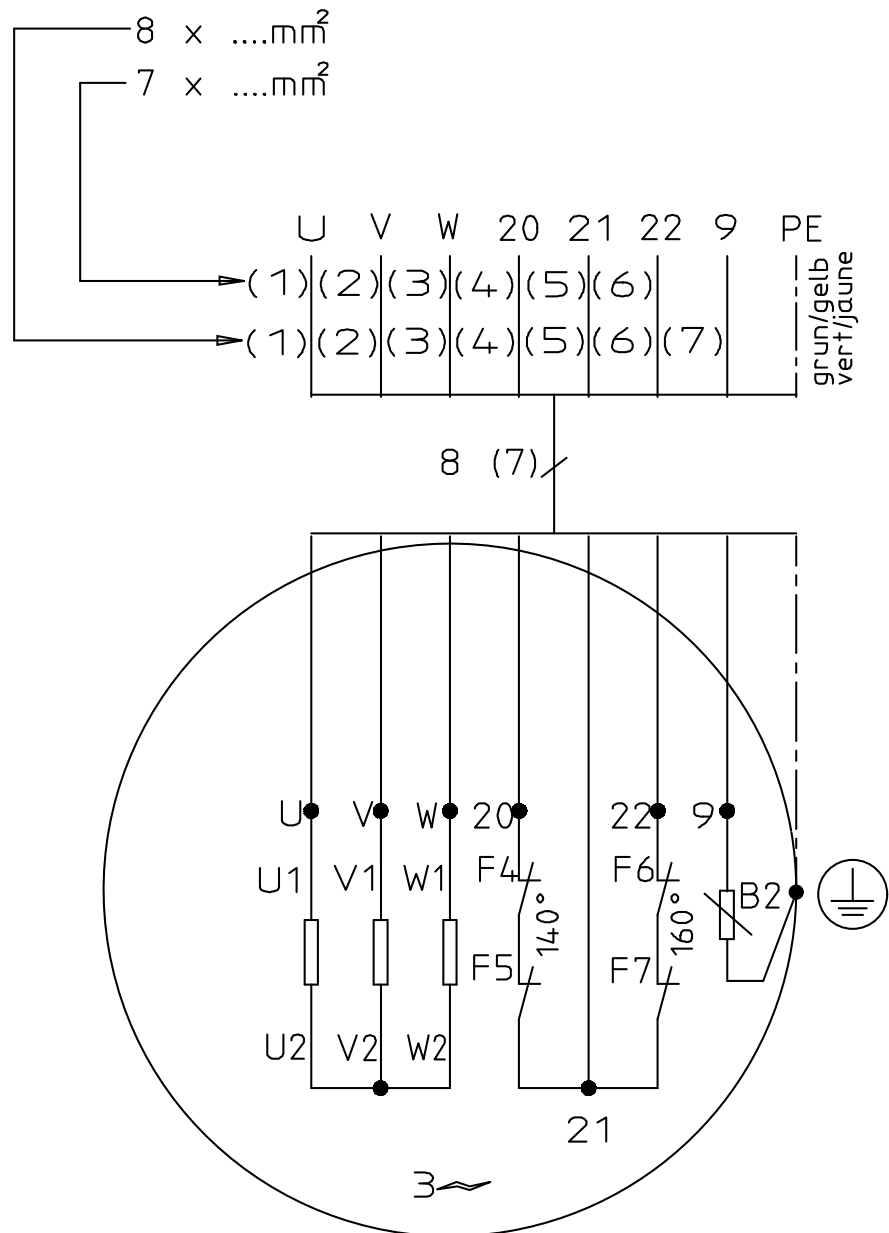 8 x ....mm²
7 x ....mm²
U V W 20 21 22 9 PE
(1) (2) (3) (4) (5) (6)
(1) (2) (3) (4) (5) (6) (7)
grun/gelb
vert/jaune
8 (7)
U V W 20 22 9
U1 V1 W1 F4 F6 B2
140° 160°
F5 F7
U2 V2 W2
21
3